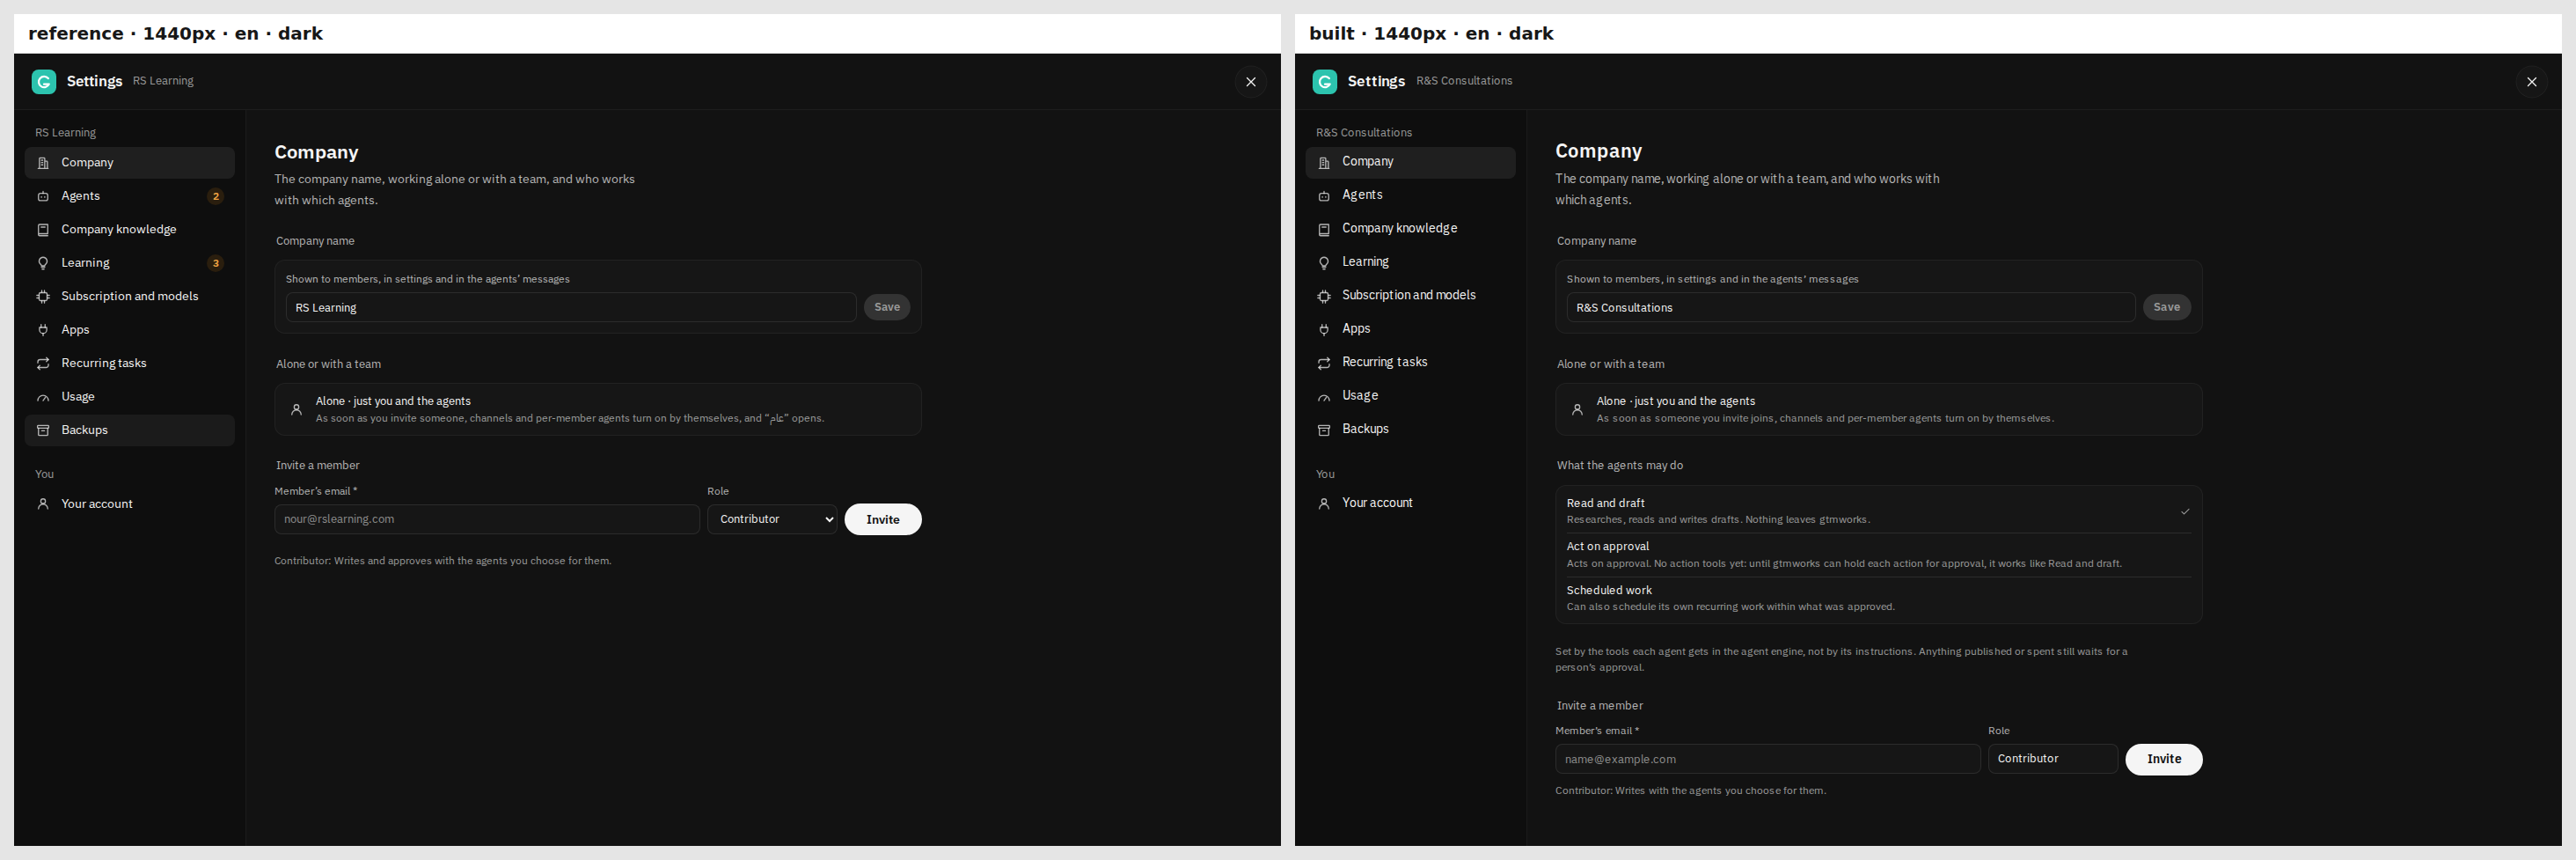 reference · 1440px · en · dark
Settings RS Learning
RS Learning
Company
Agents 2
Company knowledge
Learning 3
Subscription and models
Apps
Recurring tasks
Usage
Backups
You
Your account
Company
The company name, working alone or with a team, and who works
with which agents.
Company name
Shown to members, in settings and in the agents’ messages
RS Learning Save
Alone or with a team
Alone · just you and the agents
As soon as you invite someone, channels and per-member agents turn on by themselves, and “عام” opens.
Invite a member
Member’s email * Role
nour@rslearning.com Contributor Invite
Contributor: Writes and approves with the agents you choose for them.
built · 1440px · en · dark
Settings R&S Consultations
R&S Consultations
Company
Agents
Company knowledge
Learning
Subscription and models
Apps
Recurring tasks
Usage
Backups
You
Your account
Company
The company name, working alone or with a team, and who works with
which agents.
Company name
Shown to members, in settings and in the agents’ messages
R&S Consultations Save
Alone or with a team
Alone · just you and the agents
As soon as someone you invite joins, channels and per-member agents turn on by themselves.
What the agents may do
Read and draft
Researches, reads and writes drafts. Nothing leaves gtmworks.
Act on approval
Acts on approval. No action tools yet: until gtmworks can hold each action for approval, it works like Read and draft.
Scheduled work
Can also schedule its own recurring work within what was approved.
Set by the tools each agent gets in the agent engine, not by its instructions. Anything published or spent still waits for a
person’s approval.
Invite a member
Member’s email * Role
name@example.com Contributor Invite
Contributor: Writes with the agents you choose for them.